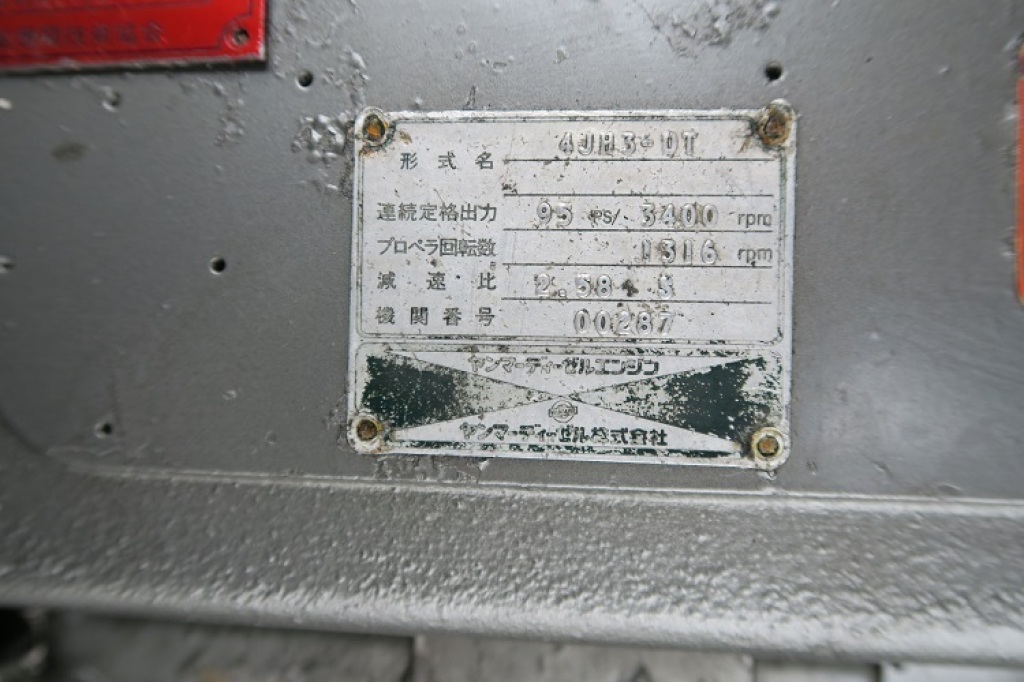 形式名 4JH3-DT
連続定格出力 95 PS/ 3400 rpm
プロペラ回転数 1316 rpm
減速比 2.58
機関番号 00287
ヤンマーディーゼルエンジン
ヤンマーディーゼル株式会社